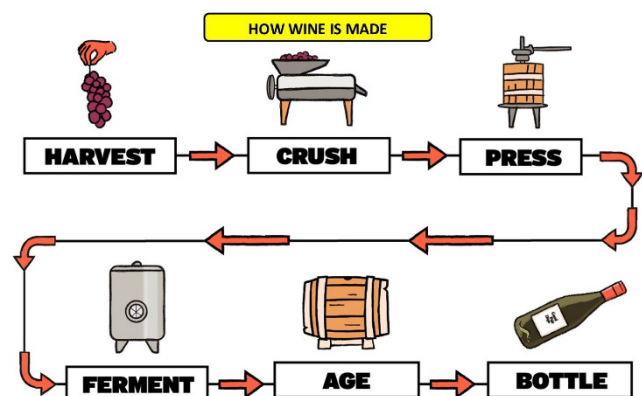 HOW WINE IS MADE
HARVEST
CRUSH
PRESS
FERMENT
AGE
BOTTLE